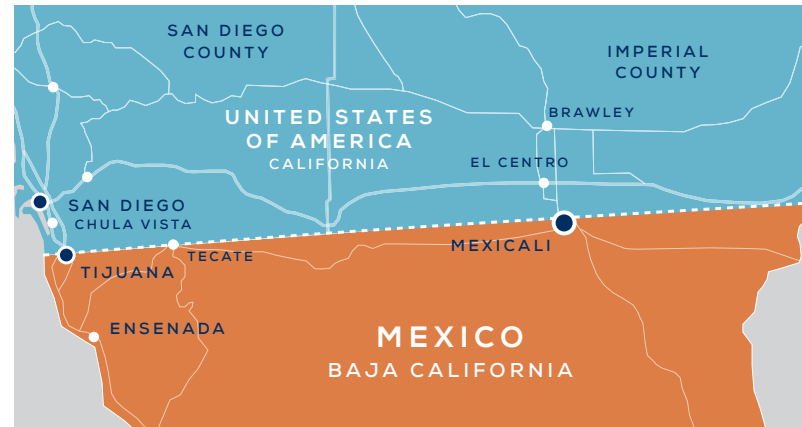 SAN DIEGO
COUNTY
IMPERIAL
COUNTY
UNITED STATES
OF AMERICA
CALIFORNIA
BRAWLEY
EL CENTRO
SAN DIEGO
CHULA VISTA
TECATE
TIJUANA
MEXICALI
ENSENADA
MEXICO
BAJA CALIFORNIA